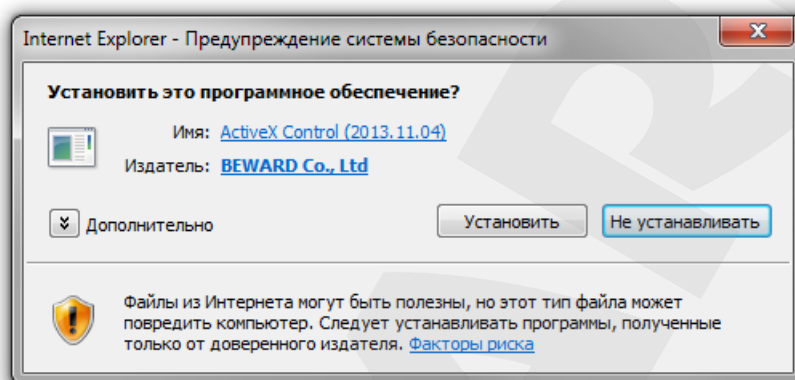 Internet Explorer - Предупреждение системы безопасности
Установить это программное обеспечение?
Имя: ActiveX Control (2013.11.04)
Издатель: BEWARD Co., Ltd
Дополнительно
Установить
Не устанавливать
Файлы из Интернета могут быть полезны, но этот тип файла может
повредить компьютер. Следует устанавливать программы, полученные
только от доверенного издателя. Факторы риска